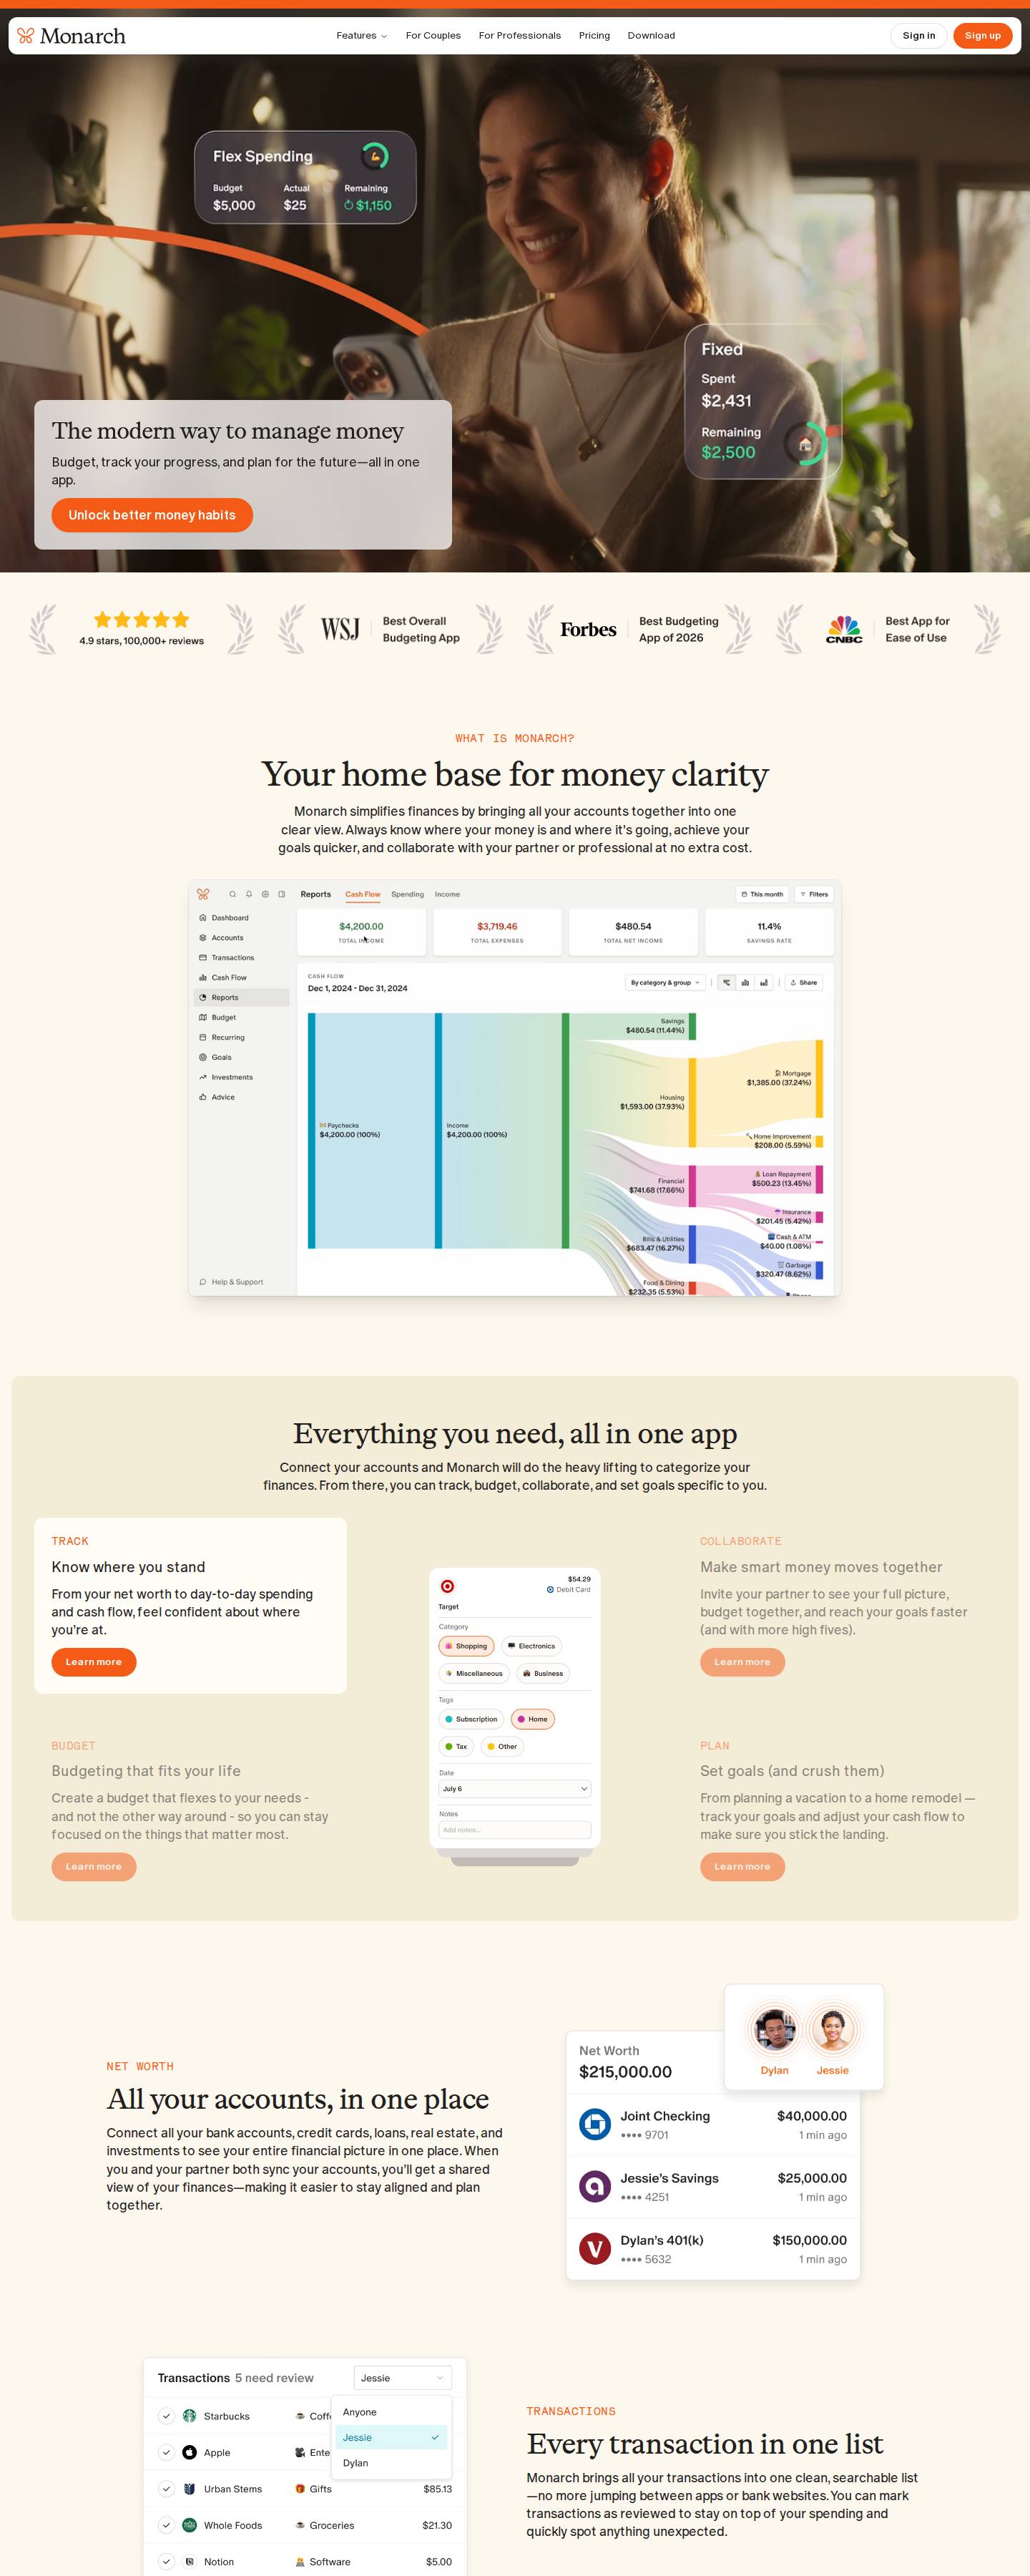 Monarch
Features
For Couples
For Professionals
Pricing
Download
Sign in
Sign up
Flex Spending
Budget Actual Remaining
$5,000 $25 $1,150
Fixed
Spent
$2,431
Remaining
$2,500
The modern way to manage money
Budget, track your progress, and plan for the future—all in one
app.
Unlock better money habits
4.9 stars, 100,000+ reviews
WSJ
Best Overall
Budgeting App
Forbes
Best Budgeting
App of 2026
CNBC
Best App for
Ease of Use
WHAT IS MONARCH?
Your home base for money clarity
Monarch simplifies finances by bringing all your accounts together into one
clear view. Always know where your money is and where it's going, achieve your
goals quicker, and collaborate with your partner or professional at no extra cost.
Reports Cash Flow Spending Income
This month
Filters
Dashboard
Accounts
Transactions
Cash Flow
Reports
Budget
Recurring
Goals
Investments
Advice
Help & Support
$4,200.00
TOTAL INCOME
$3,719.46
TOTAL EXPENSES
$480.54
TOTAL NET INCOME
11.4%
SAVINGS RATE
CASH FLOW
Dec 1, 2024 - Dec 31, 2024
By category & group
Share
Paychecks
$4,200.00 (100%)
Income
$4,200.00 (100%)
Savings
$480.54 (11.44%)
Housing
$1,593.00 (37.93%)
Financial
$741.68 (17.66%)
Bills & Utilities
$683.47 (16.27%)
Food & Dining
$232.35 (5.53%)
Mortgage
$1,385.00 (37.24%)
Home Improvement
$208.00 (5.59%)
Loan Repayment
$500.23 (13.45%)
Insurance
$201.45 (5.42%)
Cash & ATM
$40.00 (1.08%)
Garbage
$320.47 (8.62%)
Everything you need, all in one app
Connect your accounts and Monarch will do the heavy lifting to categorize your
finances. From there, you can track, budget, collaborate, and set goals specific to you.
TRACK
Know where you stand
From your net worth to day-to-day spending
and cash flow, feel confident about where
you're at.
Learn more
BUDGET
Budgeting that fits your life
Create a budget that flexes to your needs -
and not the other way around - so you can stay
focused on the things that matter most.
Learn more
$54.29
Debit Card
Target
Category
Shopping
Electronics
Miscellaneous
Business
Tags
Subscription
Home
Tax
Other
Date
July 6
Notes
Add notes...
COLLABORATE
Make smart money moves together
Invite your partner to see your full picture,
budget together, and reach your goals faster
(and with more high fives).
Learn more
PLAN
Set goals (and crush them)
From planning a vacation to a home remodel —
track your goals and adjust your cash flow to
make sure you stick the landing.
Learn more
NET WORTH
All your accounts, in one place
Connect all your bank accounts, credit cards, loans, real estate, and
investments to see your entire financial picture in one place. When
you and your partner both sync your accounts, you'll get a shared
view of your finances—making it easier to stay aligned and plan
together.
Net Worth
$215,000.00
Dylan
Jessie
Joint Checking $40,000.00
•••• 9701 1 min ago
Jessie's Savings $25,000.00
•••• 4251 1 min ago
Dylan's 401(k) $150,000.00
•••• 5632 1 min ago
Transactions 5 need review
Jessie
Anyone
Jessie
Dylan
Starbucks Coff
Apple Ente
Urban Stems Gifts $85.13
Whole Foods Groceries $21.30
Notion Software $5.00
TRANSACTIONS
Every transaction in one list
Monarch brings all your transactions into one clean, searchable list
—no more jumping between apps or bank websites. You can mark
transactions as reviewed to stay on top of your spending and
quickly spot anything unexpected.